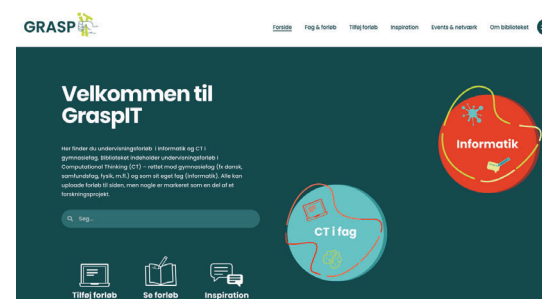 GRASP
Forside Fag & forløb Tilføj forløb Inspiration Events & netværk Om biblioteket
Velkommen til
GraspIT
Her finder du undervisningsforløb i informatik og CT i
gymnasiefag. Biblioteket indeholder undervisningsforløb i
Computational Thinking (CT) – rettet mod gymnasiefag (fx dansk,
samfundsfag, fysik, m.fl.) og som sit eget fag (informatik). Alle kan
uploade forløb til siden, men nogle er markeret som en del af et
forskningsprojekt.
Søg...
Informatik
CT i fag
Tilføj forløb Se forløb Inspiration